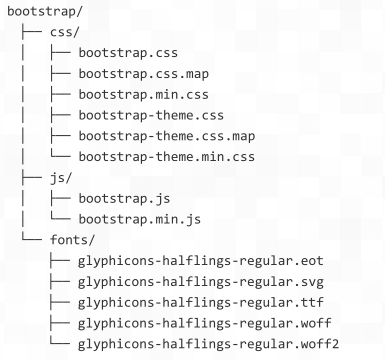 bootstrap/
├── css/
│   ├── bootstrap.css
│   ├── bootstrap.css.map
│   ├── bootstrap.min.css
│   ├── bootstrap-theme.css
│   ├── bootstrap-theme.css.map
│   └── bootstrap-theme.min.css
├── js/
│   ├── bootstrap.js
│   └── bootstrap.min.js
└── fonts/
    ├── glyphicons-halflings-regular.eot
    ├── glyphicons-halflings-regular.svg
    ├── glyphicons-halflings-regular.ttf
    ├── glyphicons-halflings-regular.woff
    └── glyphicons-halflings-regular.woff2